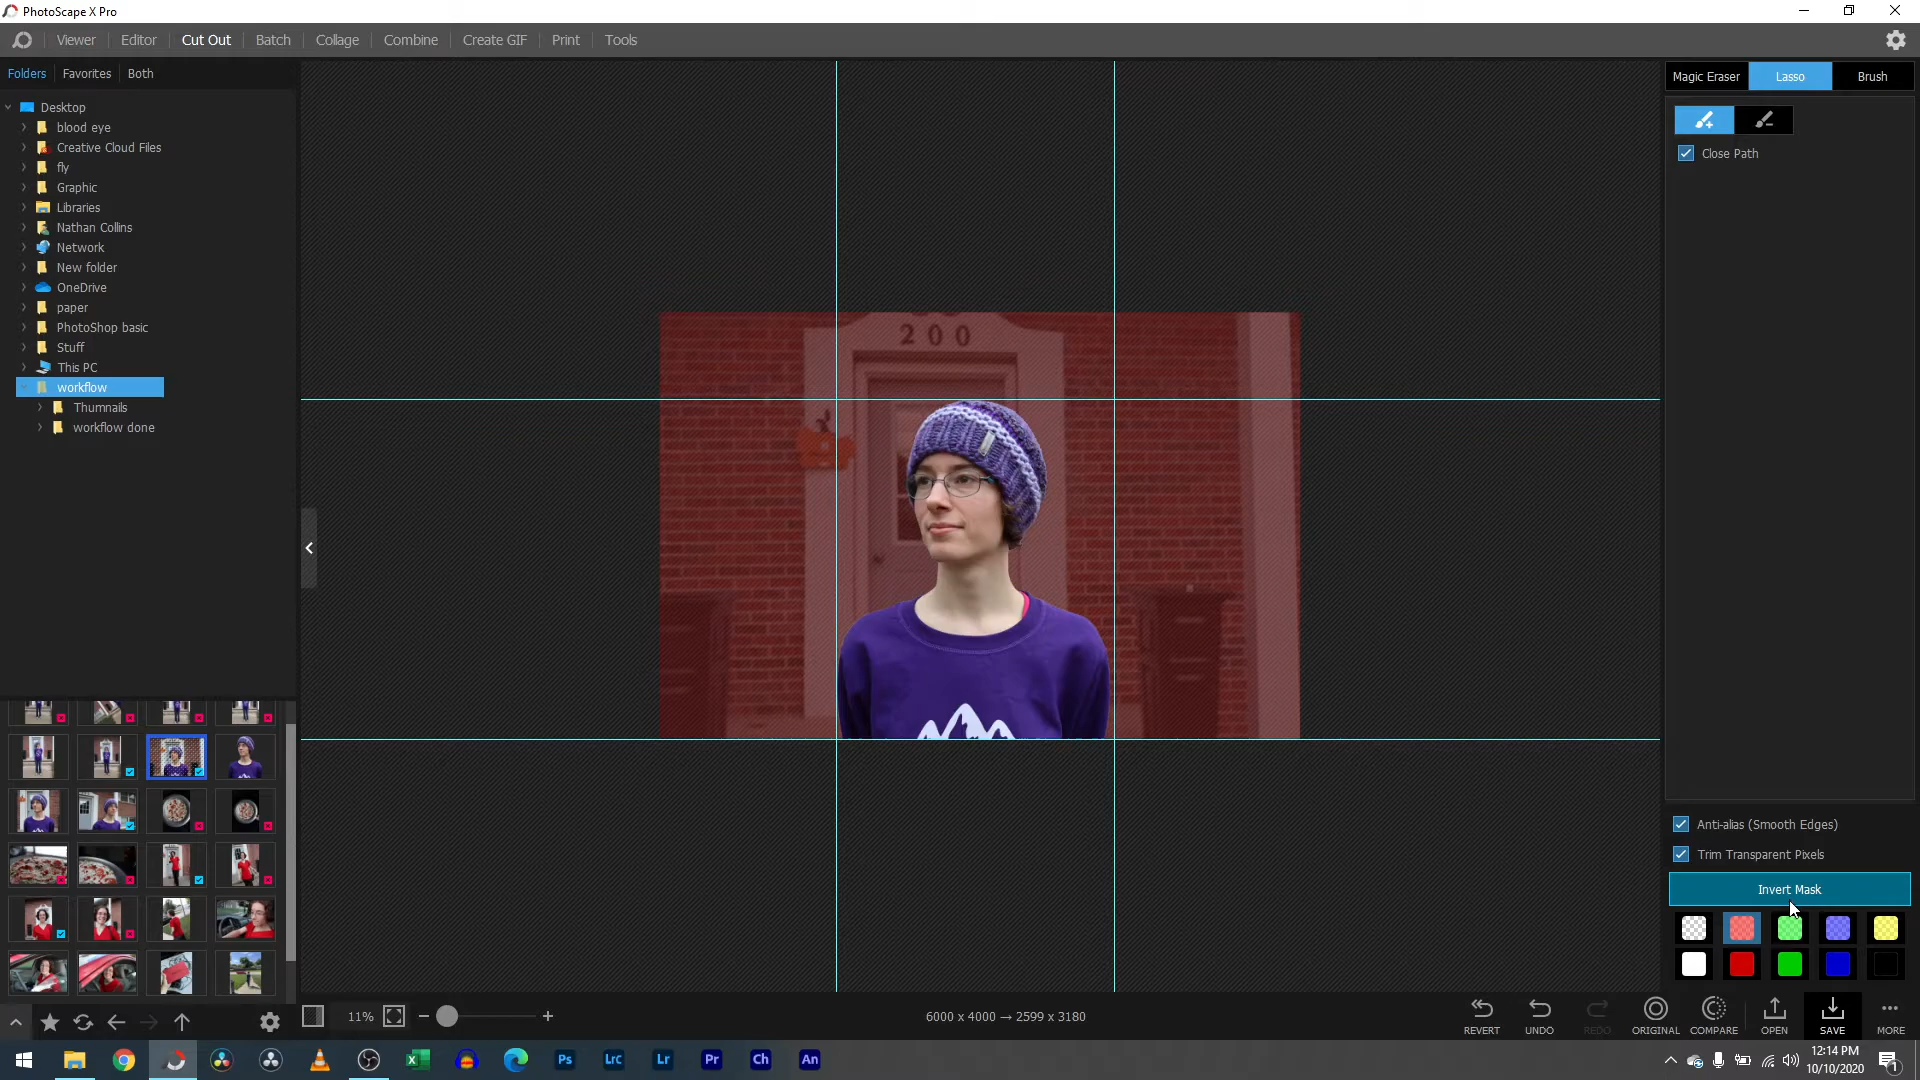 PhotoScape X Pro
Viewer Editor Cut Out Batch Collage Combine Create GIF Print Tools
Folders Favorites Both
Magic Eraser Lasso Brush
Desktop
blood eye
Creative Cloud Files
fly
Graphic
Libraries
Nathan Collins
Network
New folder
OneDrive
paper
PhotoShop basic
Stuff
This PC
workflow
Thumnails
workflow done
Close Path
200
Anti-alias (Smooth Edges)
Trim Transparent Pixels
Invert Mask
11%
6000 x 4000 → 2599 x 3180
REVERT UNDO REDO ORIGINAL COMPARE OPEN SAVE MORE
Ps Lrc Lr Pr Ch An
12:14 PM
10/10/2020
1